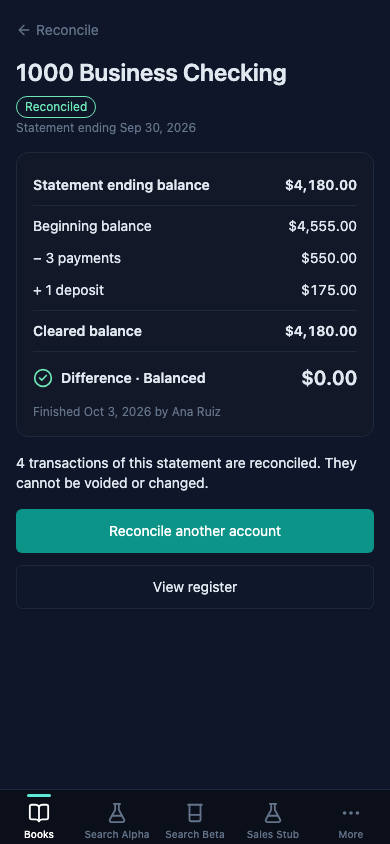 ← Reconcile
1000 Business Checking
Reconciled
Statement ending Sep 30, 2026
Statement ending balance $4,180.00
Beginning balance $4,555.00
− 3 payments $550.00
+ 1 deposit $175.00
Cleared balance $4,180.00
Difference · Balanced $0.00
Finished Oct 3, 2026 by Ana Ruiz
4 transactions of this statement are reconciled. They
cannot be voided or changed.
Reconcile another account
View register
Books Search Alpha Search Beta Sales Stub More